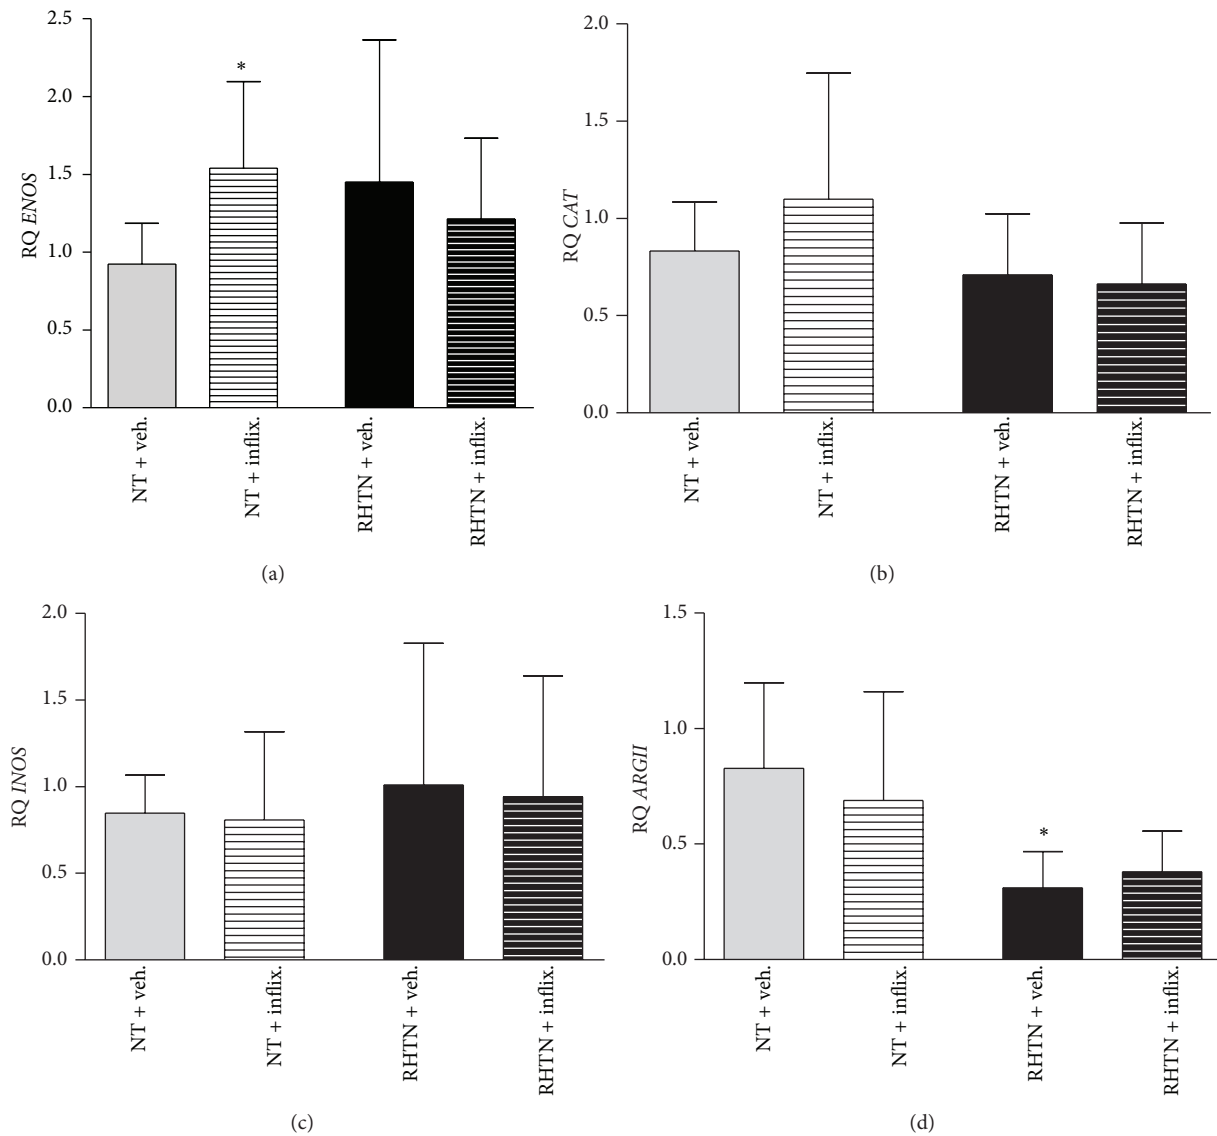 2.5
2.0
1.5
1.0
0.5
0.0
RQ ENOS
*
NT + veh.
NT + inflix.
RHTN + veh.
RHTN + inflix.
(a)
2.0
1.5
1.0
0.5
0.0
RQ CAT
NT + veh.
NT + inflix.
RHTN + veh.
RHTN + inflix.
(b)
2.0
1.5
1.0
0.5
0.0
RQ INOS
NT + veh.
NT + inflix.
RHTN + veh.
RHTN + inflix.
(c)
1.5
1.0
0.5
0.0
RQ ARGII
*
NT + veh.
NT + inflix.
RHTN + veh.
RHTN + inflix.
(d)